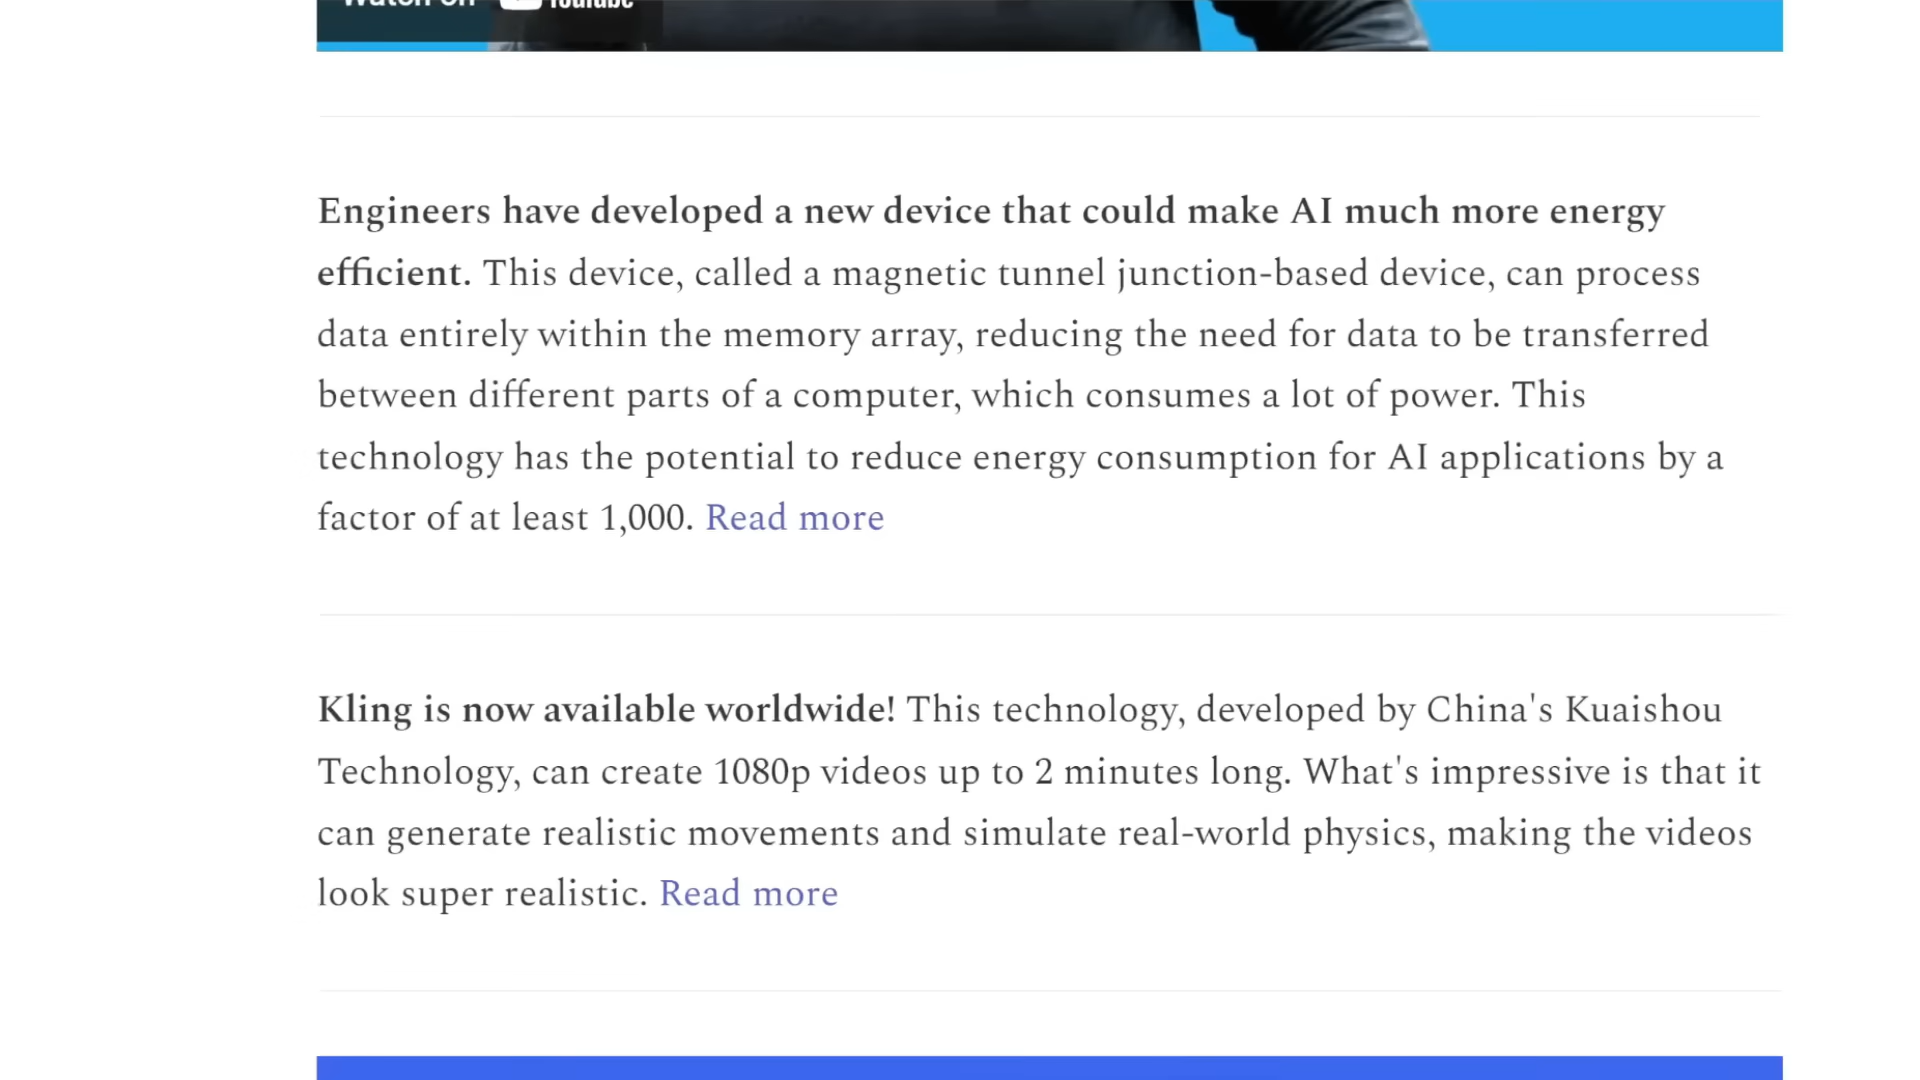 Watch on YouTube
Engineers have developed a new device that could make AI much more energy
efficient. This device, called a magnetic tunnel junction-based device, can process
data entirely within the memory array, reducing the need for data to be transferred
between different parts of a computer, which consumes a lot of power. This
technology has the potential to reduce energy consumption for AI applications by a
factor of at least 1,000. Read more
Kling is now available worldwide! This technology, developed by China's Kuaishou
Technology, can create 1080p videos up to 2 minutes long. What's impressive is that it
can generate realistic movements and simulate real-world physics, making the videos
look super realistic. Read more